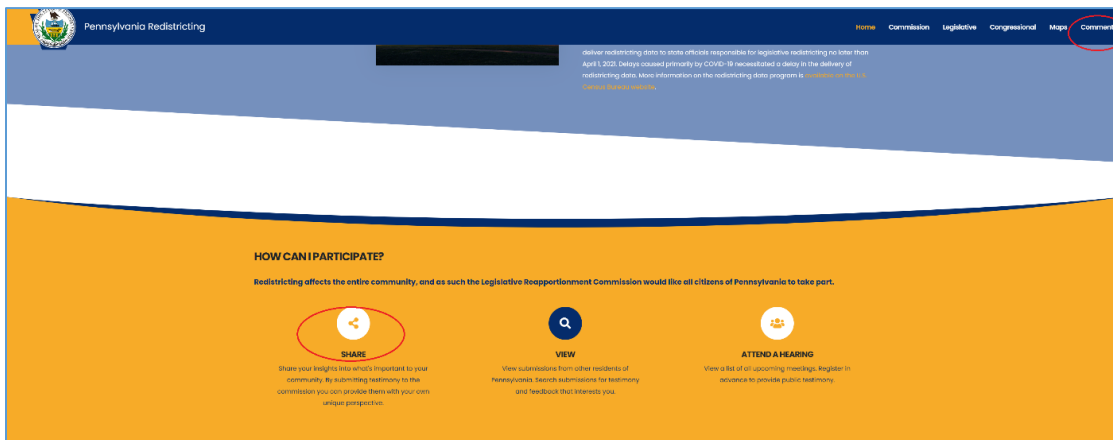 Pennsylvania Redistricting
Home Commission Legislative Congressional Maps Comment
deliver redistricting data to state officials responsible for legislative redistricting no later than
April 1, 2021. Delays caused primarily by COVID-19 necessitated a delay in the delivery of
redistricting data. More information on the redistricting data program is available on the U.S.
Census Bureau website.
HOW CAN I PARTICIPATE?
Redistricting affects the entire community, and as such the Legislative Reapportionment Commission would like all citizens of Pennsylvania to take part.
SHARE
Share your insights into what's important to your
community. By submitting testimony to the
commission you can provide them with your own
unique perspective.
VIEW
View submissions from other residents of
Pennsylvania. Search submissions for testimony
and feedback that interests you.
ATTEND A HEARING
View a list of all upcoming meetings. Register in
advance to provide public testimony.